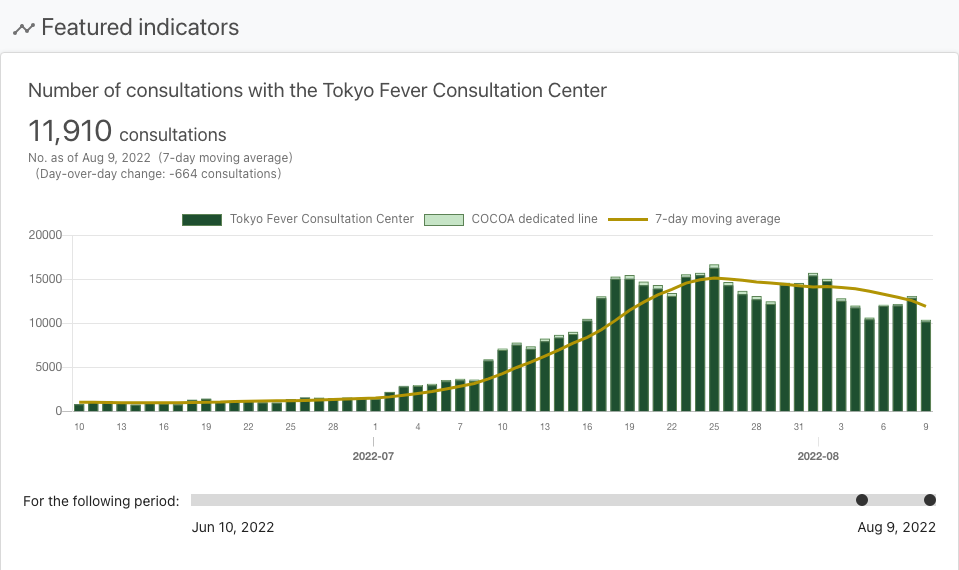 Featured indicators
Number of consultations with the Tokyo Fever Consultation Center
11,910 consultations
No. as of Aug 9, 2022 (7-day moving average)
(Day-over-day change: -664 consultations)
Tokyo Fever Consultation Center COCOA dedicated line 7-day moving average
20000
15000
10000
5000
0
10 13 16 19 22 25 28 1 4 7 10 13 16 19 22 25 28 31 3 6 9
2022-07 2022-08
For the following period:
Jun 10, 2022 Aug 9, 2022